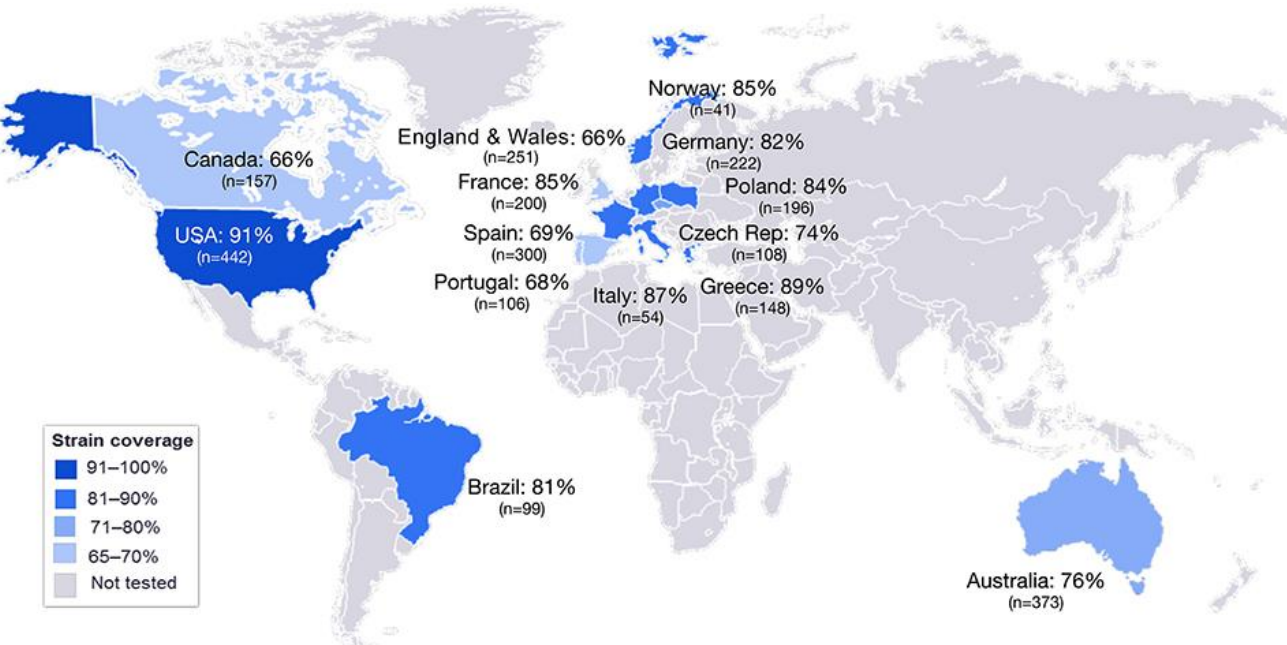 Norway: 85%
(n=41)
England & Wales: 66%
(n=251)
Germany: 82%
(n=222)
Canada: 66%
(n=157)
France: 85%
(n=200)
Poland: 84%
(n=196)
USA: 91%
(n=442)
Spain: 69%
(n=300)
Czech Rep: 74%
(n=108)
Portugal: 68%
(n=106)
Italy: 87%
(n=54)
Greece: 89%
(n=148)
Strain coverage
91–100%
81–90%
71–80%
65–70%
Not tested
Brazil: 81%
(n=99)
Australia: 76%
(n=373)